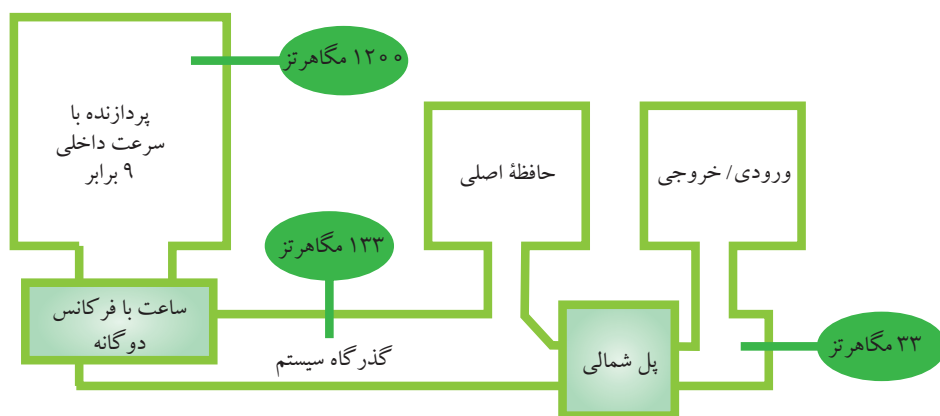 ۱۲۰۰ مگاهرتز
پردازنده با
سرعت داخلی
۹ برابر
حافظهٔ اصلی
ورودی/ خروجی
۱۳۳ مگاهرتز
ساعت با فرکانس
دوگانه
گذرگاه سیستم
پل شمالی
۳۳ مگاهرتز